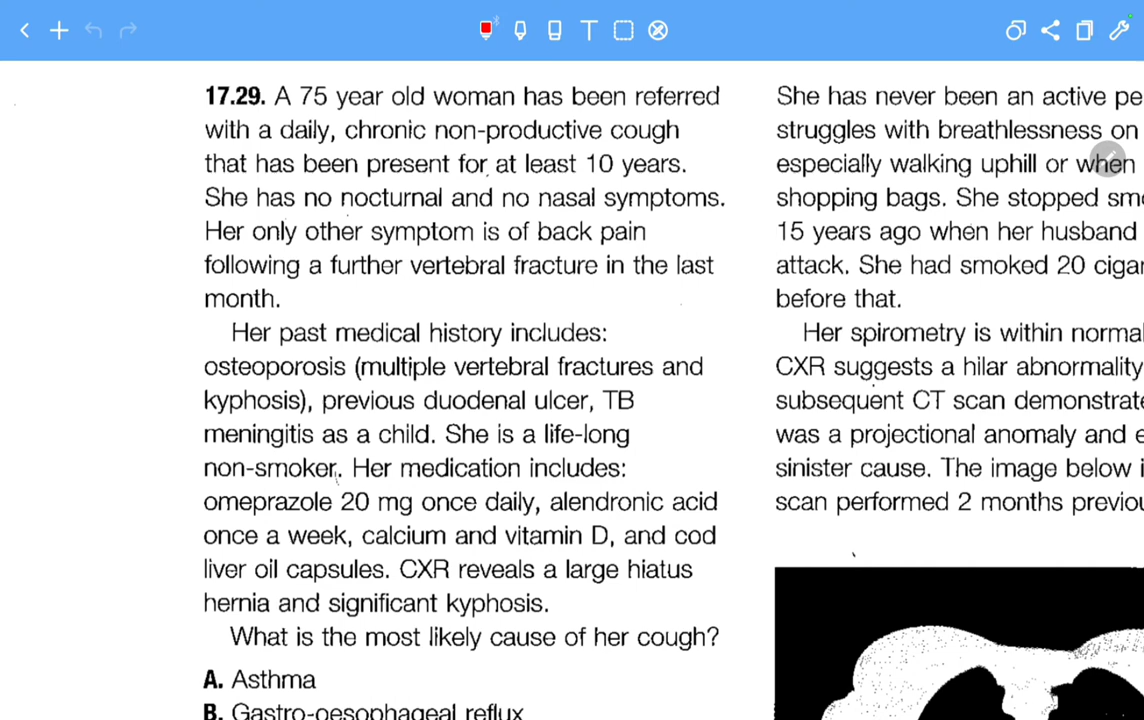 17.29. A 75 year old woman has been referred
with a daily, chronic non-productive cough
that has been present for at least 10 years.
She has no nocturnal and no nasal symptoms.
Her only other symptom is of back pain
following a further vertebral fracture in the last
month.
Her past medical history includes:
osteoporosis (multiple vertebral fractures and
kyphosis), previous duodenal ulcer, TB
meningitis as a child. She is a life-long
non-smoker. Her medication includes:
omeprazole 20 mg once daily, alendronic acid
once a week, calcium and vitamin D, and cod
liver oil capsules. CXR reveals a large hiatus
hernia and significant kyphosis.
What is the most likely cause of her cough?
A. Asthma
B. Gastro-oesophageal reflux
She has never been an active pe
struggles with breathlessness on
especially walking uphill or when
shopping bags. She stopped smo
15 years ago when her husband
attack. She had smoked 20 cigar
before that.
Her spirometry is within normal
CXR suggests a hilar abnormality
subsequent CT scan demonstrate
was a projectional anomaly and e
sinister cause. The image below i
scan performed 2 months previou